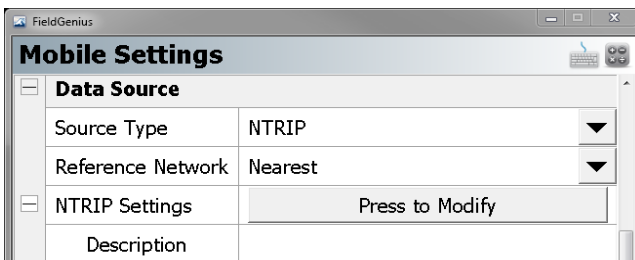 FieldGenius
Mobile Settings
Data Source
Source Type NTRIP
Reference Network Nearest
NTRIP Settings Press to Modify
Description